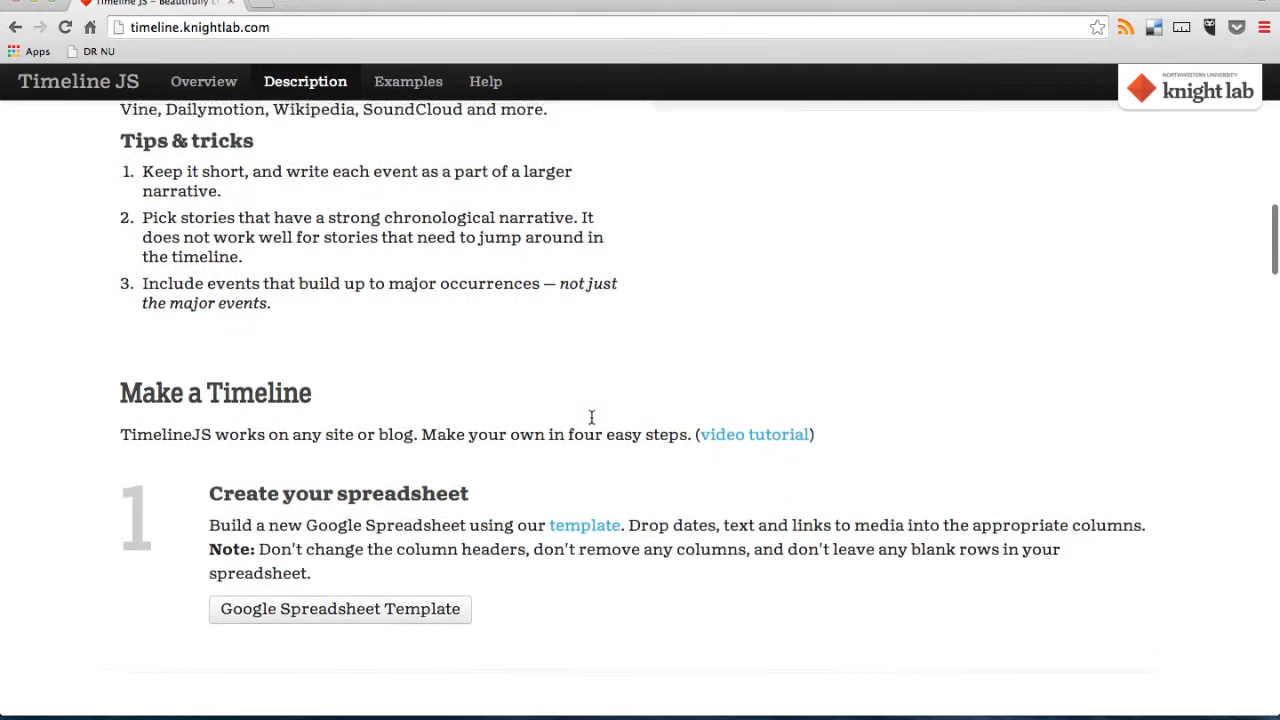 Timeline JS – Beautifully c
timeline.knightlab.com
Apps DR NU
Timeline JS Overview Description Examples Help
NORTHWESTERN UNIVERSITY
knight lab
Vine, Dailymotion, Wikipedia, SoundCloud and more.
Tips & tricks
1. Keep it short, and write each event as a part of a larger
narrative.
2. Pick stories that have a strong chronological narrative. It
does not work well for stories that need to jump around in
the timeline.
3. Include events that build up to major occurrences — not just
the major events.
Make a Timeline
TimelineJS works on any site or blog. Make your own in four easy steps. (video tutorial)
1
Create your spreadsheet
Build a new Google Spreadsheet using our template. Drop dates, text and links to media into the appropriate columns.
Note: Don't change the column headers, don't remove any columns, and don't leave any blank rows in your
spreadsheet.
Google Spreadsheet Template